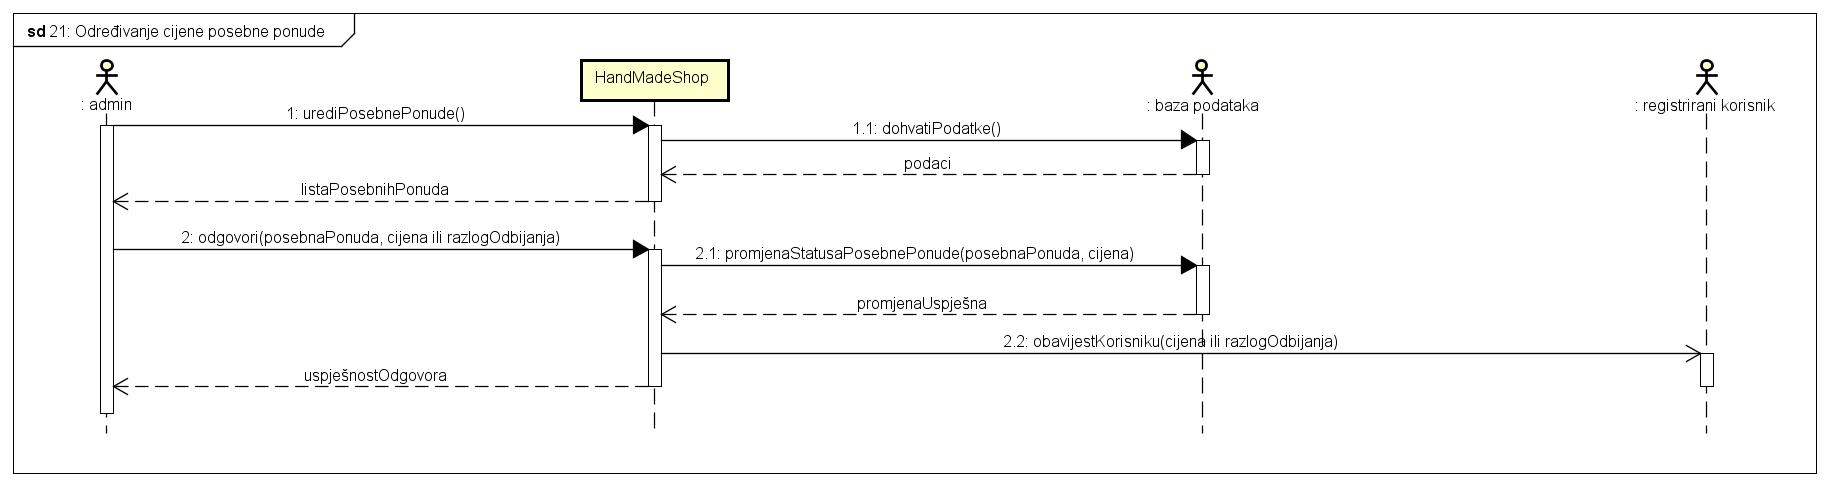 sd 21: Određivanje cijene posebne ponude
HandMadeShop
: admin
: baza podataka
: registrirani korisnik
1: urediPosebnePonude()
1.1: dohvatiPodatke()
podaci
listaPosebnihPonuda
2: odgovori(posebnaPonuda, cijena ili razlogOdbijanja)
2.1: promjenaStatusaPosebnePonude(posebnaPonuda, cijena)
promjenaUspješna
2.2: obavijestKorisniku(cijena ili razlogOdbijanja)
uspješnostOdgovora